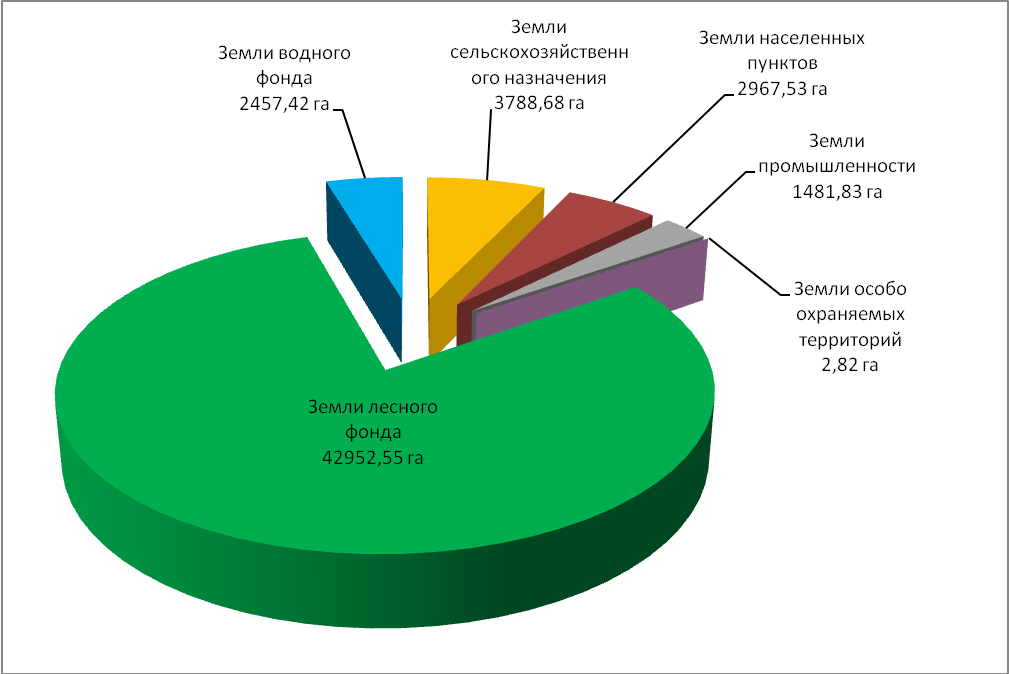 Земли водного
фонда
2457,42 га
Земли
сельскохозяйственн
ого назначения
3788,68 га
Земли населенных
пунктов
2967,53 га
Земли
промышленности
1481,83 га
Земли особо
охраняемых
территорий
2,82 га
Земли лесного
фонда
42952,55 га